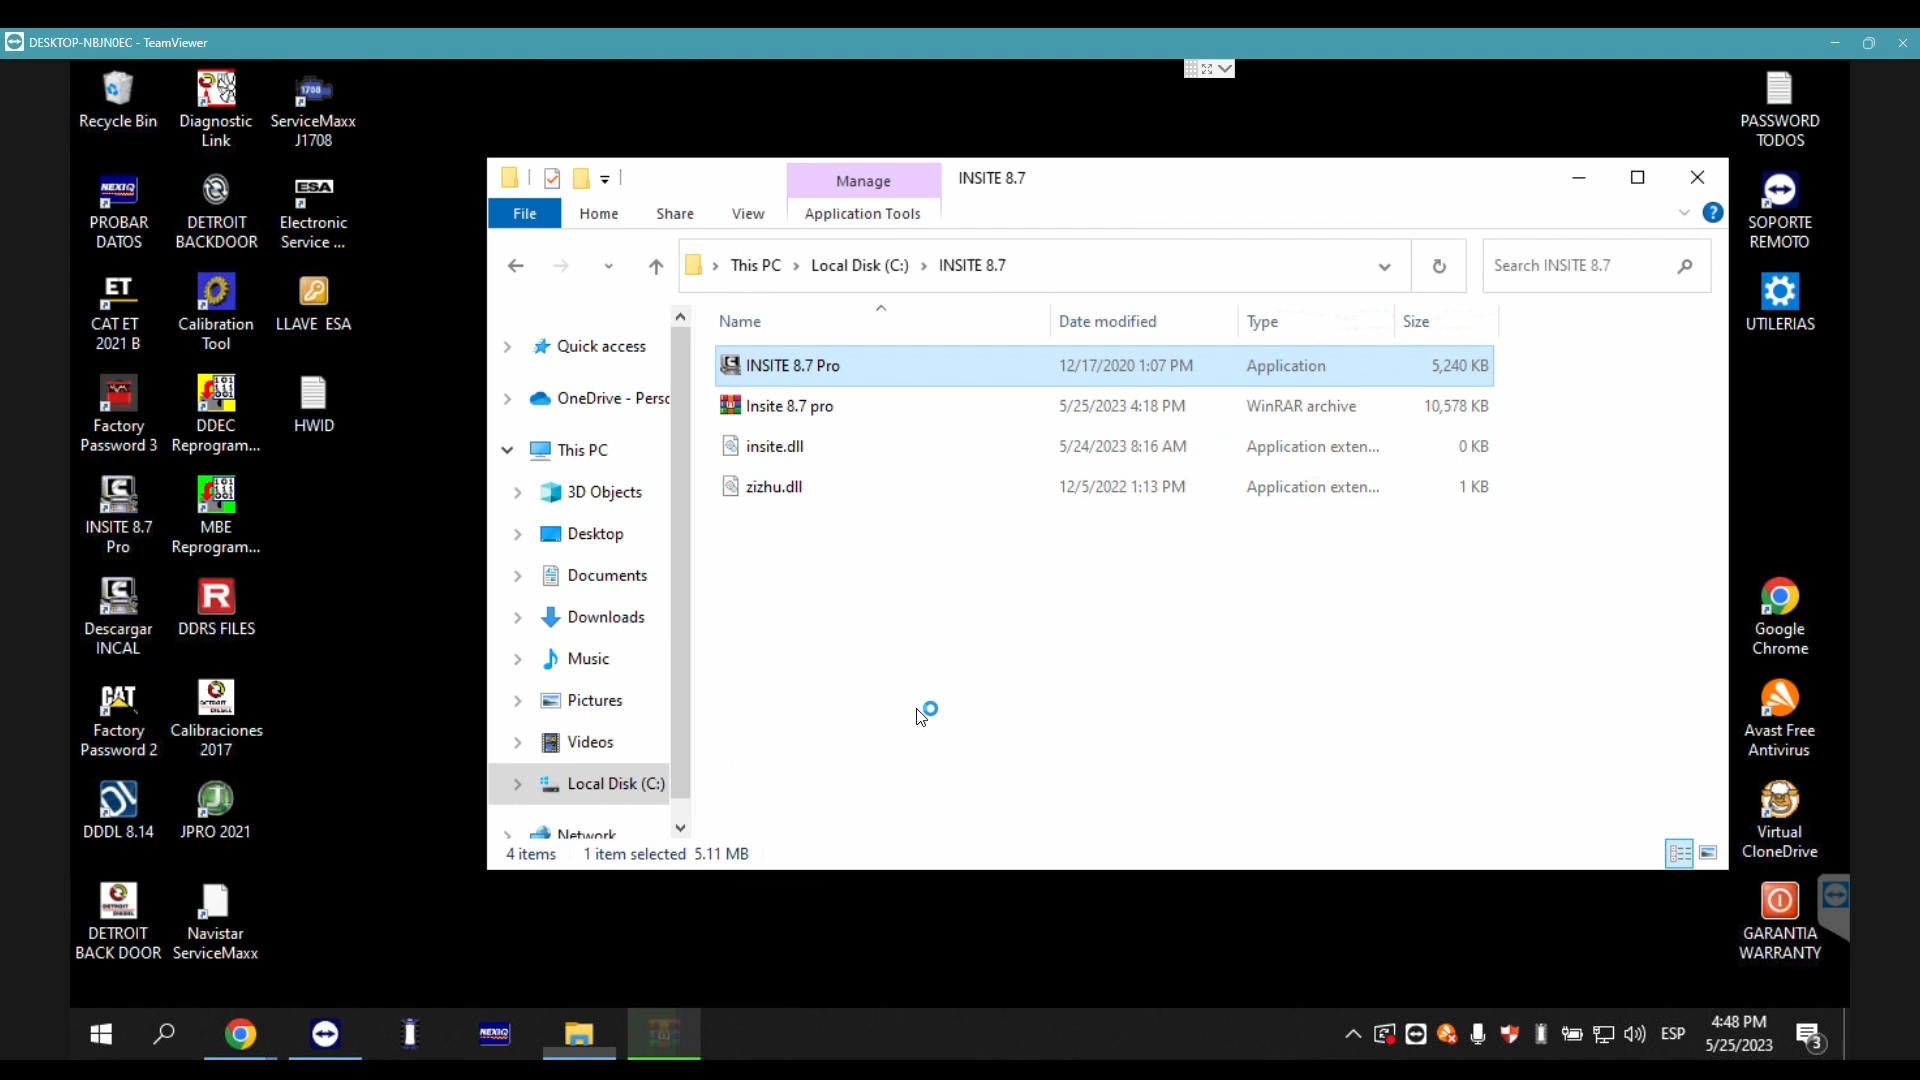 DESKTOP-NBJN0EC - TeamViewer
Recycle Bin
Diagnostic
Link
1708
ServiceMaxx
J1708
NEXIQ
PROBAR
DATOS
DETROIT
BACKDOOR
ESA
Electronic
Service ...
ET
CAT ET
2021 B
Calibration
Tool
LLAVE ESA
Factory
Password 3
DDEC
Reprogram...
HWID
INSITE 8.7
Pro
MBE
Reprogram...
Descargar
INCAL
R
DDRS FILES
CAT
Factory
Password 2
Calibraciones
2017
DDDL 8.14
JPRO 2021
DETROIT
BACK DOOR
Navistar
ServiceMaxx
Manage
INSITE 8.7
File
Home
Share
View
Application Tools
This PC
Local Disk (C:)
INSITE 8.7
Search INSITE 8.7
Name
Date modified
Type
Size
INSITE 8.7 Pro
12/17/2020 1:07 PM
Application
5,240 KB
Insite 8.7 pro
5/25/2023 4:18 PM
WinRAR archive
10,578 KB
insite.dll
5/24/2023 8:16 AM
Application exten...
0 KB
zizhu.dll
12/5/2022 1:13 PM
Application exten...
1 KB
Quick access
OneDrive - Perso
This PC
3D Objects
Desktop
Documents
Downloads
Music
Pictures
Videos
Local Disk (C:)
Network
4 items
1 item selected 5.11 MB
PASSWORD
TODOS
SOPORTE
REMOTO
UTILERIAS
Google
Chrome
Avast Free
Antivirus
Virtual
CloneDrive
GARANTIA
WARRANTY
NEXIQ
ESP
4:48 PM
5/25/2023
3